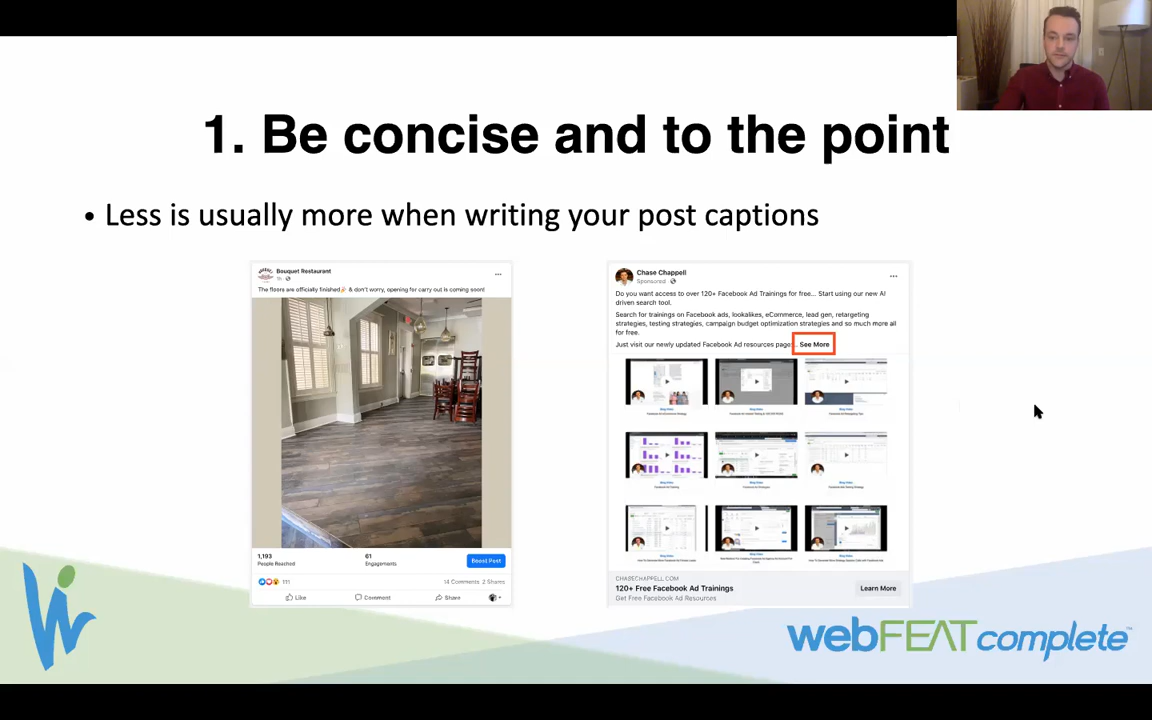 1. Be concise and to the point
• Less is usually more when writing your post captions
Bouquet Restaurant
1h
The floors are officially finished🎉 & don't worry, opening for carry out is coming soon!
1,193
People Reached
61
Engagements
Boost Post
111
14 Comments 2 Shares
Like
Comment
Share
Chase Chappell
Sponsored
Do you want access to over 120+ Facebook Ad Trainings for free... Start using our new AI
driven search tool.
Search for trainings on Facebook ads, lookalikes, eCommerce, lead gen, retargeting
strategies, testing strategies, campaign budget optimization strategies and so much more all
for free.
Just visit our newly updated Facebook Ad resources page
See More
CHASECHAPPELL.COM
120+ Free Facebook Ad Trainings
Get Free Facebook Ad Resources
Learn More
webFEAT complete™